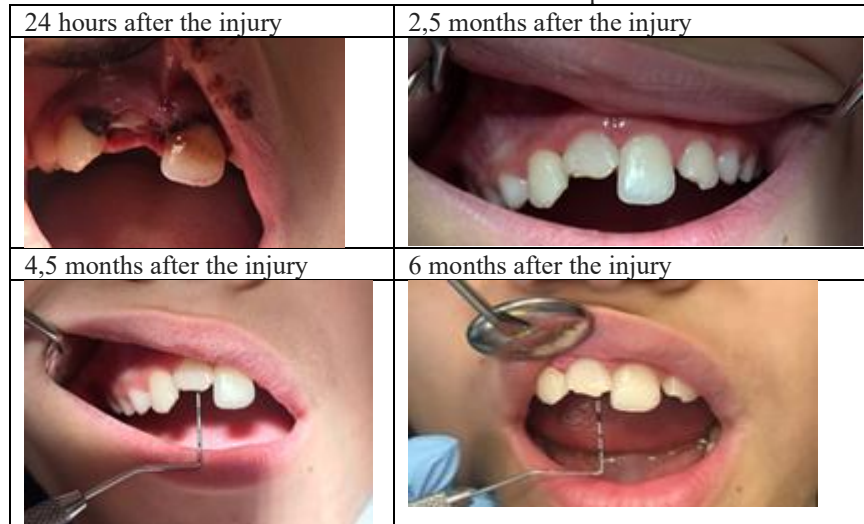 24 hours after the injury
2,5 months after the injury
4,5 months after the injury
6 months after the injury